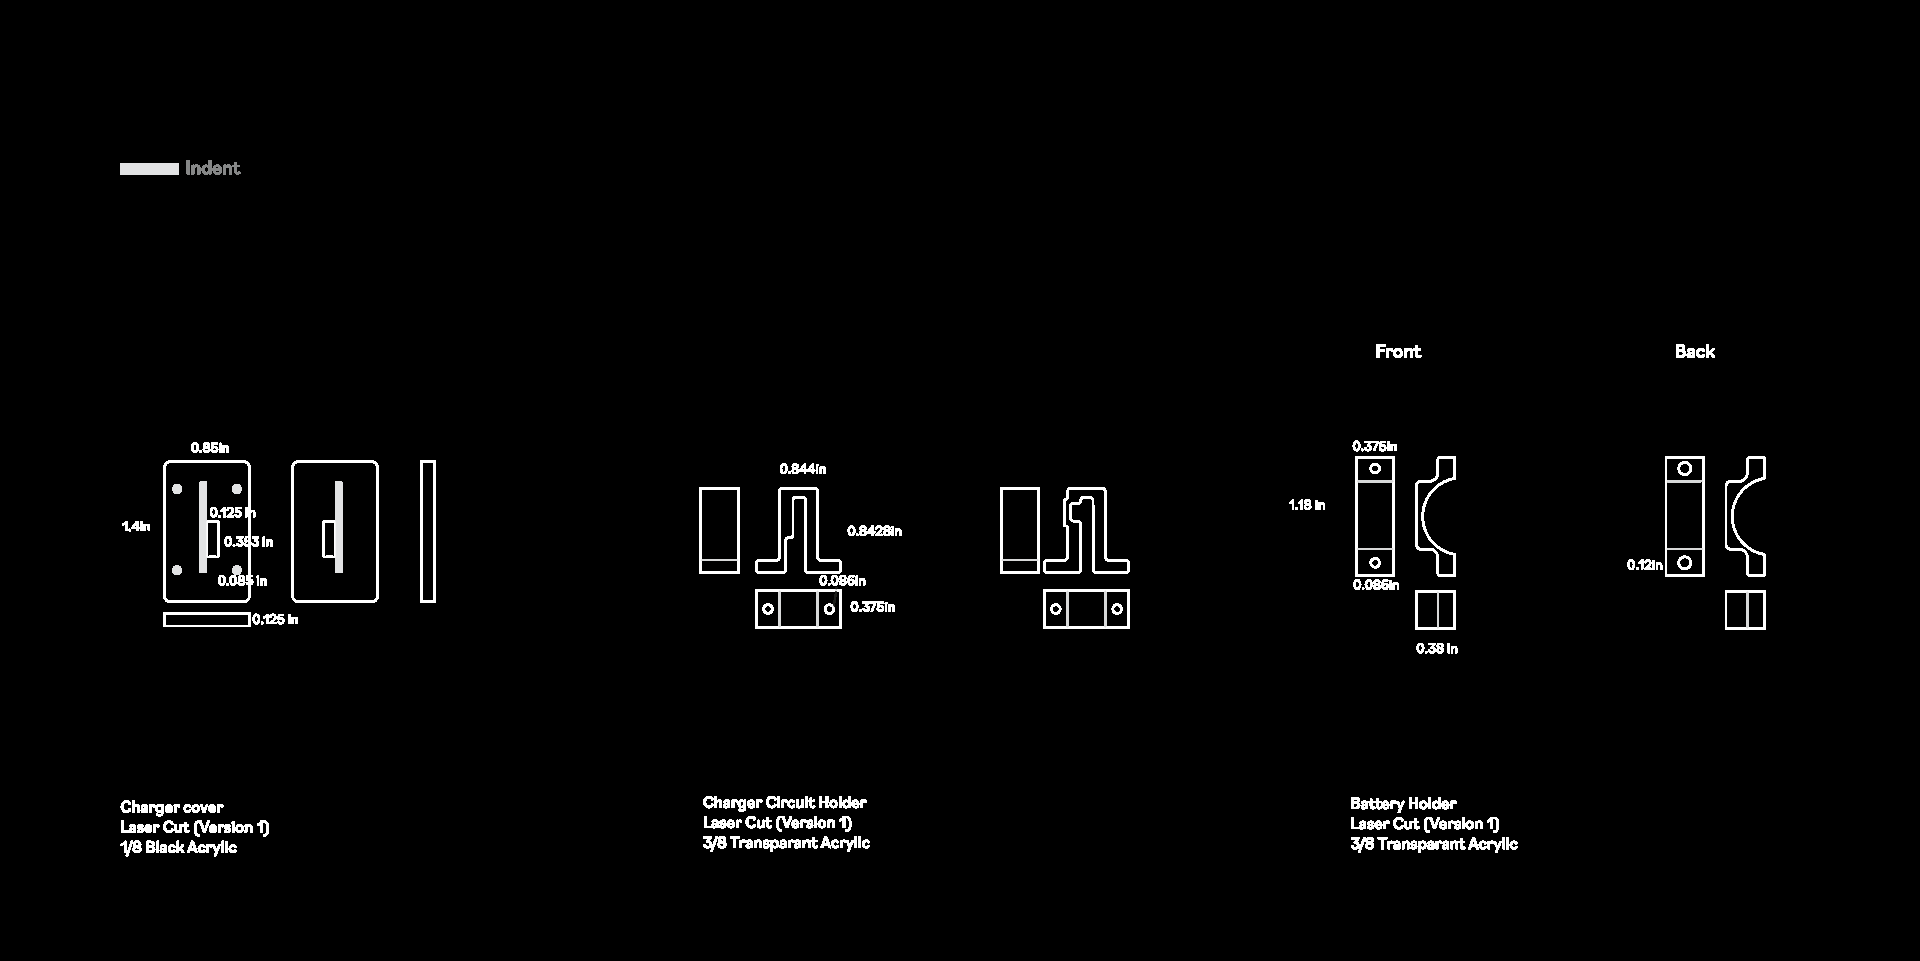 Indent
Front
Back
0.85in
1.4in
0.125 in
0.383 in
0.085 in
0.125 in
0.844in
0.8428in
0.086in
0.375in
0.375in
1.18 in
0.086in
0.38 in
0.12in
Charger cover
Laser Cut (Version 1)
1/8 Black Acrylic
Charger Circuit Holder
Laser Cut (Version 1)
3/8 Transparant Acrylic
Battery Holder
Laser Cut (Version 1)
3/8 Transparant Acrylic